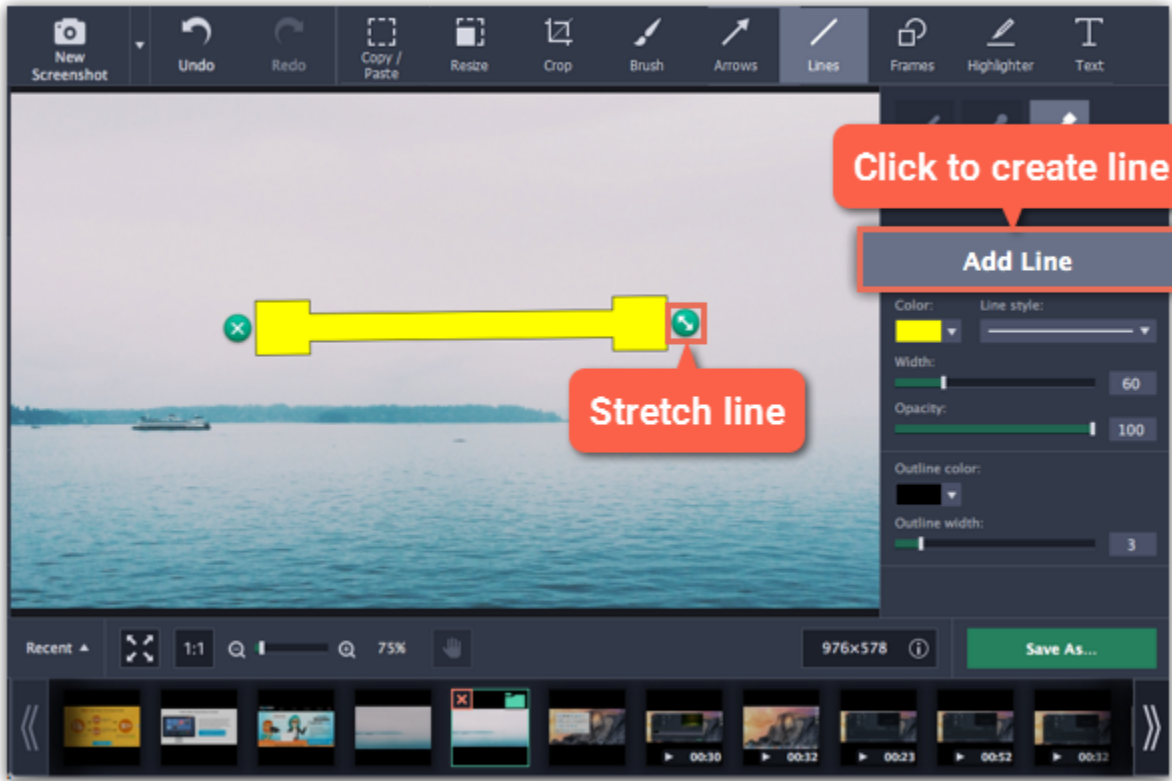 New
Screenshot
Undo
Redo
Copy /
Paste
Resize
Crop
Brush
Arrows
Lines
Frames
Highlighter
Text
Click to create line
Add Line
Color:
Line style:
Width:
60
Opacity:
100
Stretch line
Outline color:
Outline width:
3
Recent
1:1
75%
976×578
Save As...
00:30
00:32
00:23
00:52
00:32